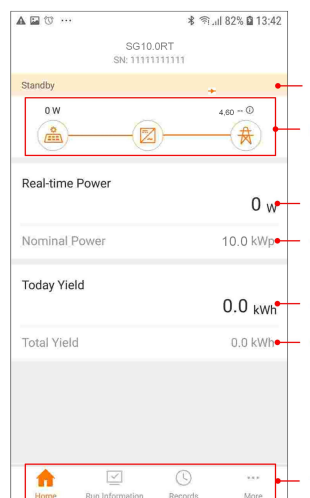 82% 13:42
SG10.0RT
SN: 11111111111
Standby
0 W 4,60 --
Real-time Power
0 W
Nominal Power 10.0 kWp
Today Yield
0.0 kWh
Total Yield 0.0 kWh
Home Run Information Records More